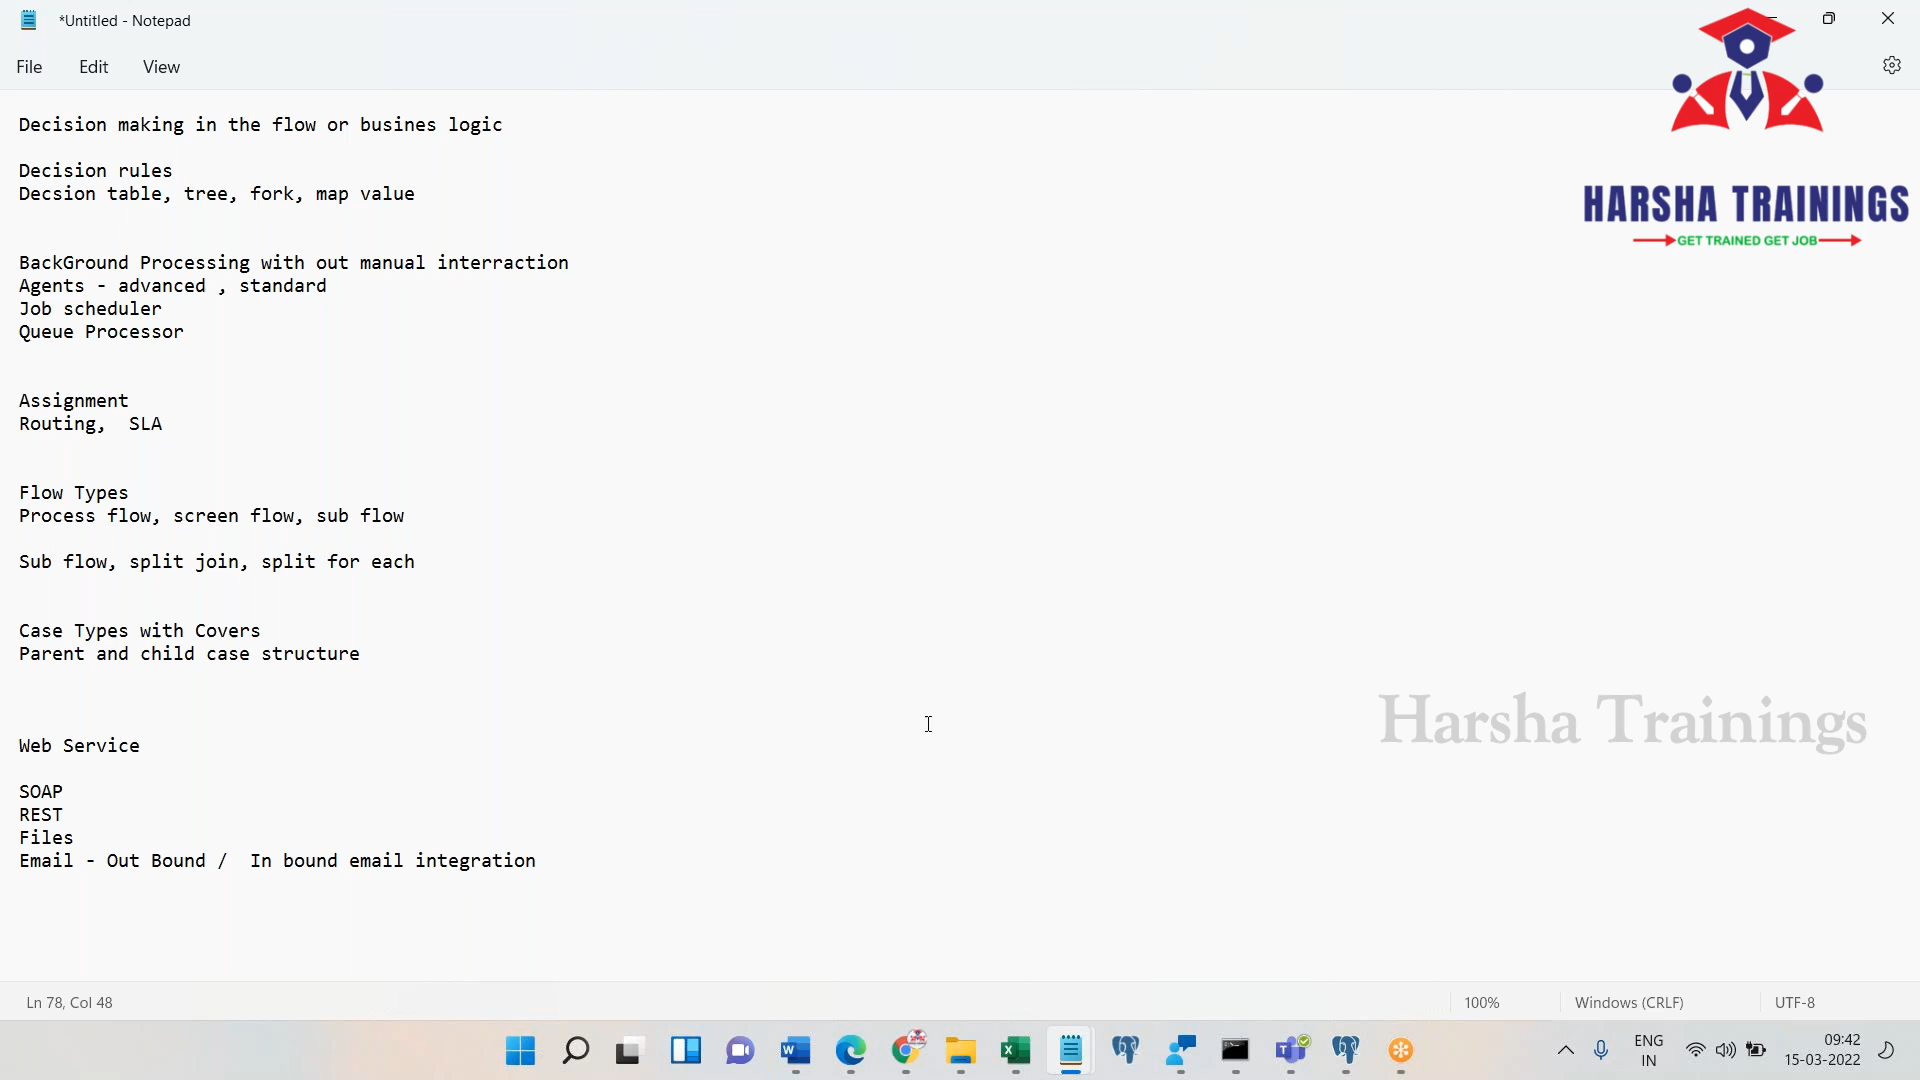 *Untitled - Notepad
File Edit View
HARSHA TRAININGS
GET TRAINED GET JOB
Decision making in the flow or busines logic
Decision rules
Decsion table, tree, fork, map value
BackGround Processing with out manual interraction
Agents - advanced , standard
Job scheduler
Queue Processor
Assignment
Routing,  SLA
Flow Types
Process flow, screen flow, sub flow
Sub flow, split join, split for each
Case Types with Covers
Parent and child case structure
Harsha Trainings
Web Service
SOAP
REST
Files
Email - Out Bound /  In bound email integration
Ln 78, Col 48 100% Windows (CRLF) UTF-8
ENG 09:42
IN 15-03-2022